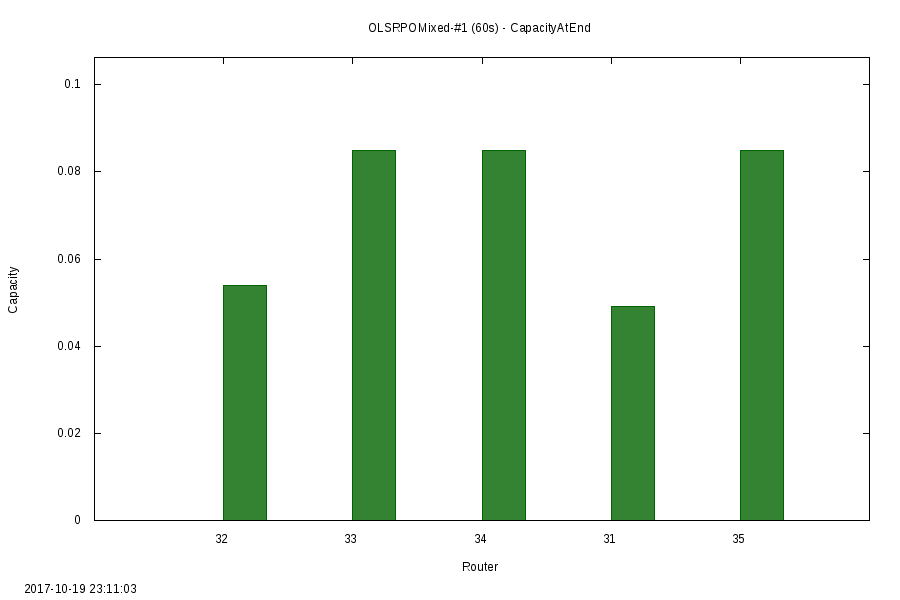 OLSRPOMixed-#1 (60s) - CapacityAtEnd
0.1
0.08
0.06
0.04
0.02
0
Capacity
32 33 34 31 35
Router
2017-10-19 23:11:03